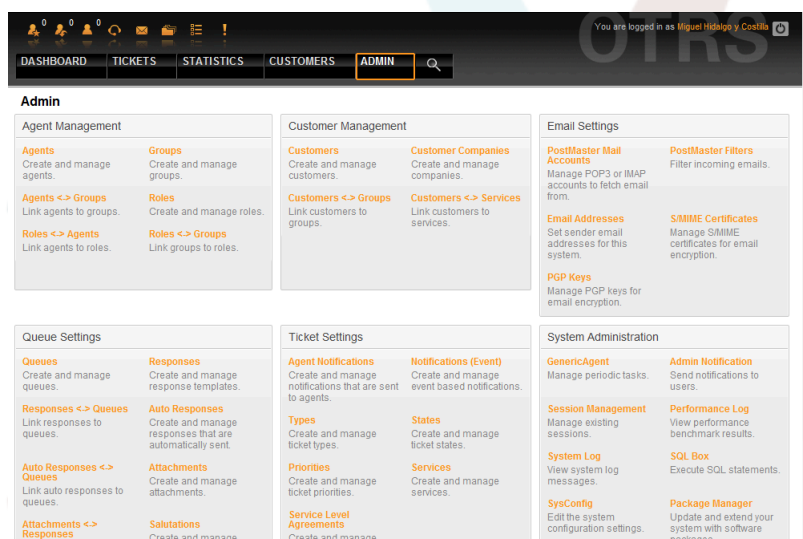 0 0 0
You are logged in as Miguel Hidalgo y Costilla
OTRS
DASHBOARD TICKETS STATISTICS CUSTOMERS ADMIN
Admin
Agent Management
Agents
Create and manage
agents.
Groups
Create and manage
groups.
Agents <-> Groups
Link agents to groups.
Roles
Create and manage roles.
Roles <-> Agents
Link agents to roles.
Roles <-> Groups
Link groups to roles.
Customer Management
Customers
Create and manage
customers.
Customer Companies
Create and manage
companies.
Customers <-> Groups
Link customers to
groups.
Customers <-> Services
Link customers to
services.
Email Settings
PostMaster Mail
Accounts
Manage POP3 or IMAP
accounts to fetch email
from.
PostMaster Filters
Filter incoming emails.
Email Addresses
Set sender email
addresses for this
system.
S/MIME Certificates
Manage S/MIME
certificates for email
encryption.
PGP Keys
Manage PGP keys for
email encryption.
Queue Settings
Queues
Create and manage
queues.
Responses
Create and manage
response templates.
Responses <-> Queues
Link responses to
queues.
Auto Responses
Create and manage
responses that are
automatically sent.
Auto Responses <->
Queues
Link auto responses to
queues.
Attachments
Create and manage
attachments.
Attachments <->
Responses
Salutations
Create and manage
Ticket Settings
Agent Notifications
Create and manage
notifications that are sent
to agents.
Notifications (Event)
Create and manage
event based notifications.
Types
Create and manage
ticket types.
States
Create and manage
ticket states.
Priorities
Create and manage
ticket priorities.
Services
Create and manage
services.
Service Level
Agreements
Create and manage
System Administration
GenericAgent
Manage periodic tasks.
Admin Notification
Send notifications to
users.
Session Management
Manage existing
sessions.
Performance Log
View performance
benchmark results.
System Log
View system log
messages.
SQL Box
Execute SQL statements.
SysConfig
Edit the system
configuration settings.
Package Manager
Update and extend your
system with software
packages.